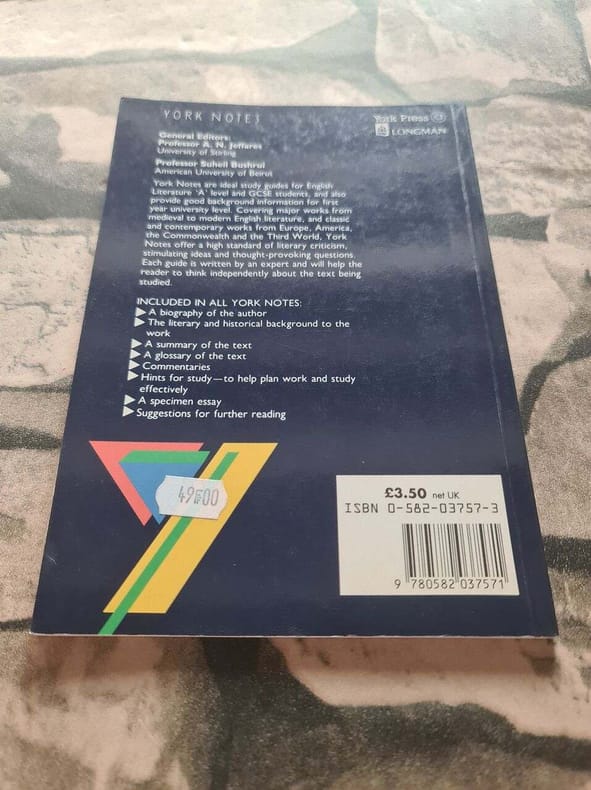 YORK NOTES
York Press
LONGMAN
General Editors:
Professor A. N. Jeffares
University of Stirling
Professor Suheil Bushrui
American University of Beirut
York Notes are ideal study guides for English
Literature 'A' level and GCSE students, and also
provide good background information for first
year university level. Covering major works from
medieval to modern English literature, and classic
and contemporary works from Europe, America,
the Commonwealth and the Third World, York
Notes offer a high standard of literary criticism,
stimulating ideas and thought-provoking questions.
Each guide is written by an expert and will help the
reader to think independently about the text being
studied.
INCLUDED IN ALL YORK NOTES:
▶ A biography of the author
▶ The literary and historical background to the
work
▶ A summary of the text
▶ A glossary of the text
▶ Commentaries
▶ Hints for study—to help plan work and study
effectively
▶ A specimen essay
▶ Suggestions for further reading
£3.50 net UK
ISBN 0-582-03757-3
9 780582 037571